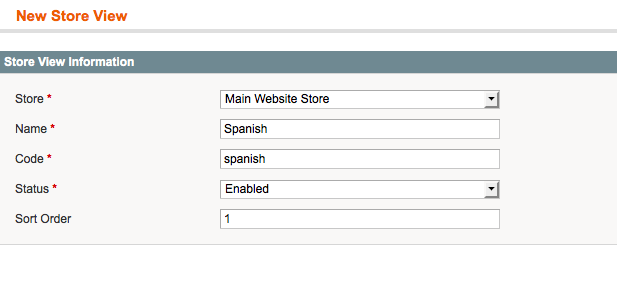 New Store View
Store View Information
Store * Main Website Store
Name * Spanish
Code * spanish
Status * Enabled
Sort Order 1